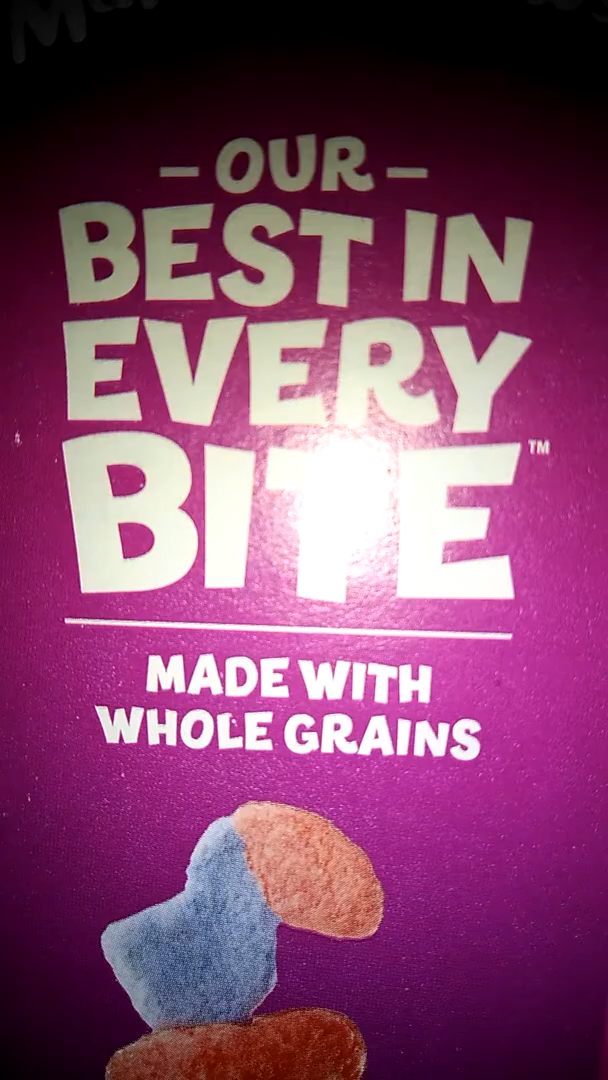 – OUR –
BEST IN
EVERY
BITE™
MADE WITH
WHOLE GRAINS